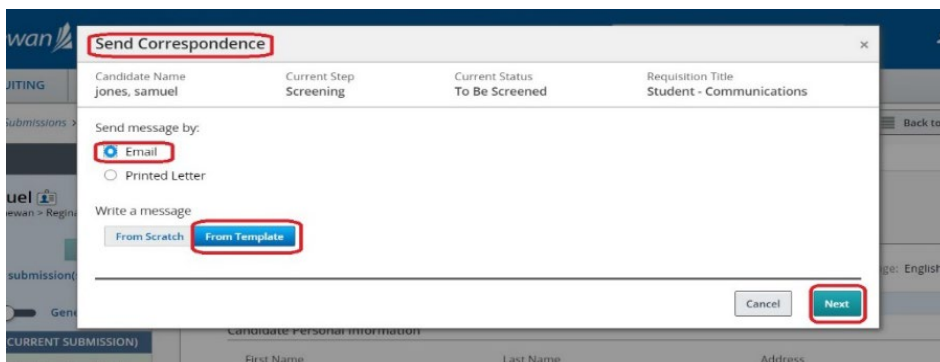 wan
Send Correspondence
×
UITING
Candidate Name Current Step Current Status Requisition Title
jones, samuel Screening To Be Screened Student - Communications
Submissions >
Back to
Send message by:
Email
Printed Letter
uel
ewan > Regin
Write a message
From Scratch From Template
submission(
ge: English
Cancel Next
Gene
Candidate Personal Information
CURRENT SUBMISSION)
First Name Last Name Address